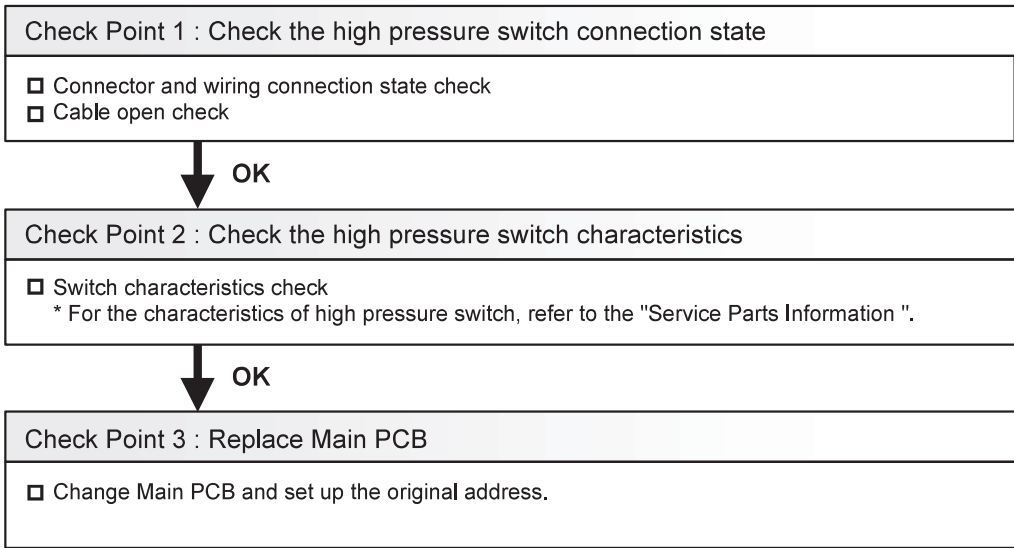 Check Point 1 : Check the high pressure switch connection state
Connector and wiring connection state check
Cable open check
OK
Check Point 2 : Check the high pressure switch characteristics
Switch characteristics check
* For the characteristics of high pressure switch, refer to the "Service Parts Information ".
OK
Check Point 3 : Replace Main PCB
Change Main PCB and set up the original address.